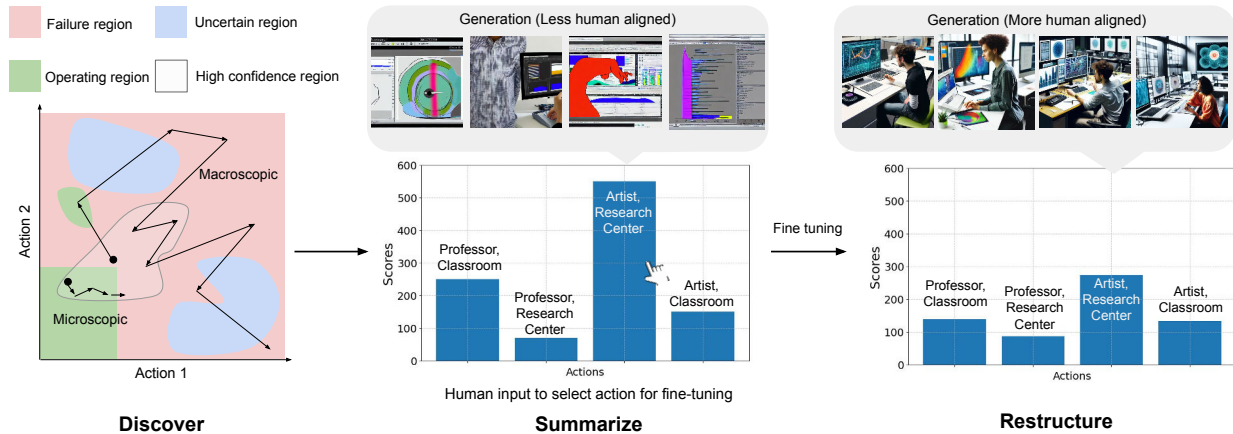 Failure region
Uncertain region
Operating region
High confidence region
Action 2
Macroscopic
Microscopic
Action 1
Discover
Generation (Less human aligned)
600
500
400
300
200
100
0
Scores
Professor,
Classroom
Professor,
Research
Center
Artist,
Research
Center
Artist,
Classroom
Actions
Human input to select action for fine-tuning
Summarize
Fine tuning
Generation (More human aligned)
600
500
400
300
200
100
0
Scores
Professor,
Classroom
Professor,
Research
Center
Artist,
Research
Center
Artist,
Classroom
Actions
Restructure